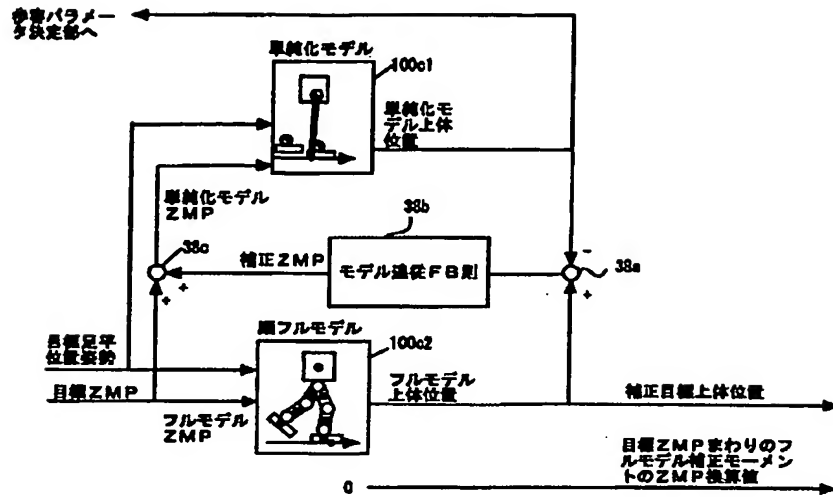 歩容パラメー
タ決定部へ
単純化モデル
100c1
単純化モ
デル上体
位置
単純化モデル
ZMP
38c
補正ZMP
38b
モデル追従FB則
-
38a
+
+
+
+
目標足平
位置姿勢
目標ZMP
順フルモデル
100c2
フルモデル
ZMP
フルモデル
上体位置
補正目標上体位置
目標ZMPまわりのフ
ルモデル補正モーメン
トのZMP換算値
0